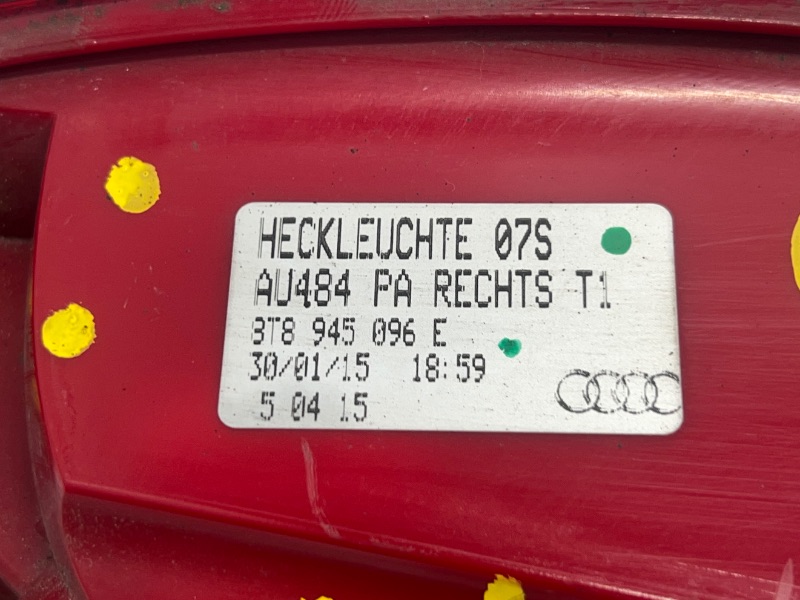 HECKLEUCHTE 07S
AU484 PA RECHTS T1
8T8 945 096 E
30/01/15 18:59
5 04 15